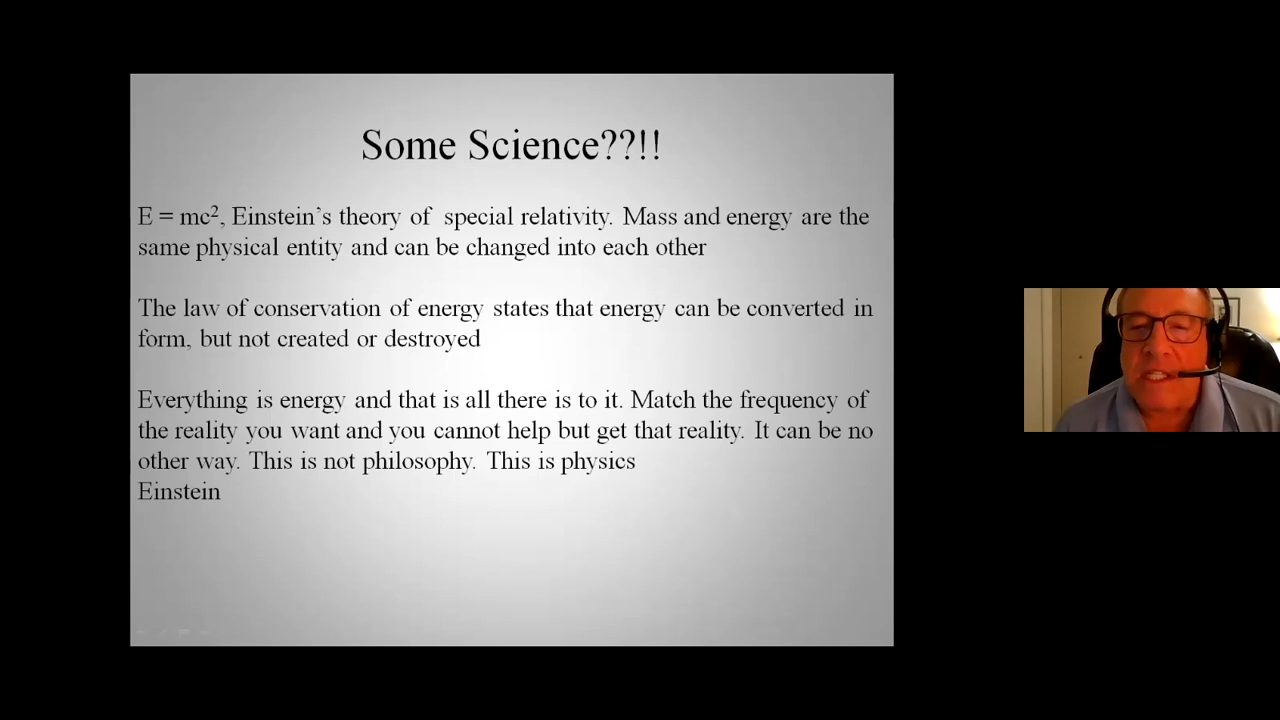 Some Science??!!
E = mc², Einstein's theory of special relativity. Mass and energy are the
same physical entity and can be changed into each other
The law of conservation of energy states that energy can be converted in
form, but not created or destroyed
Everything is energy and that is all there is to it. Match the frequency of
the reality you want and you cannot help but get that reality. It can be no
other way. This is not philosophy. This is physics
Einstein